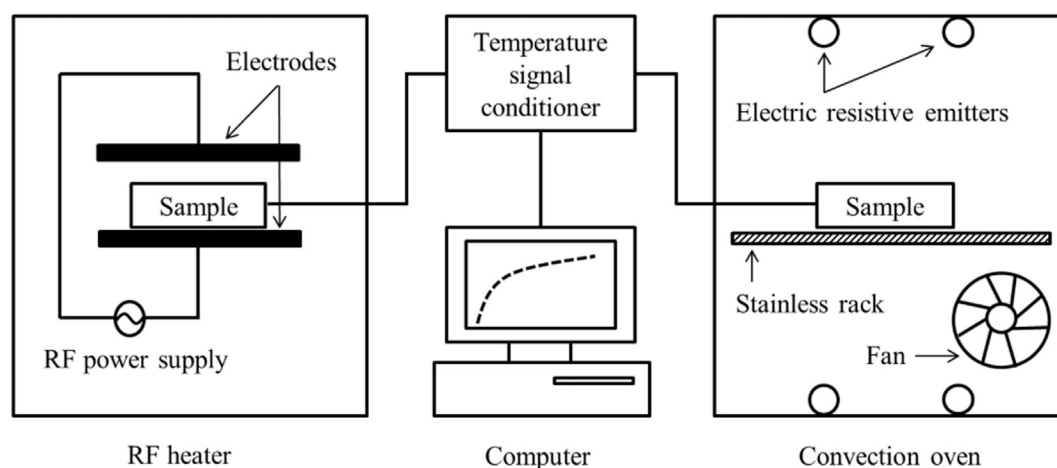 Electrodes
Sample
RF power supply
RF heater
Temperature
signal
conditioner
Computer
Electric resistive emitters
Sample
Stainless rack
Fan
Convection oven